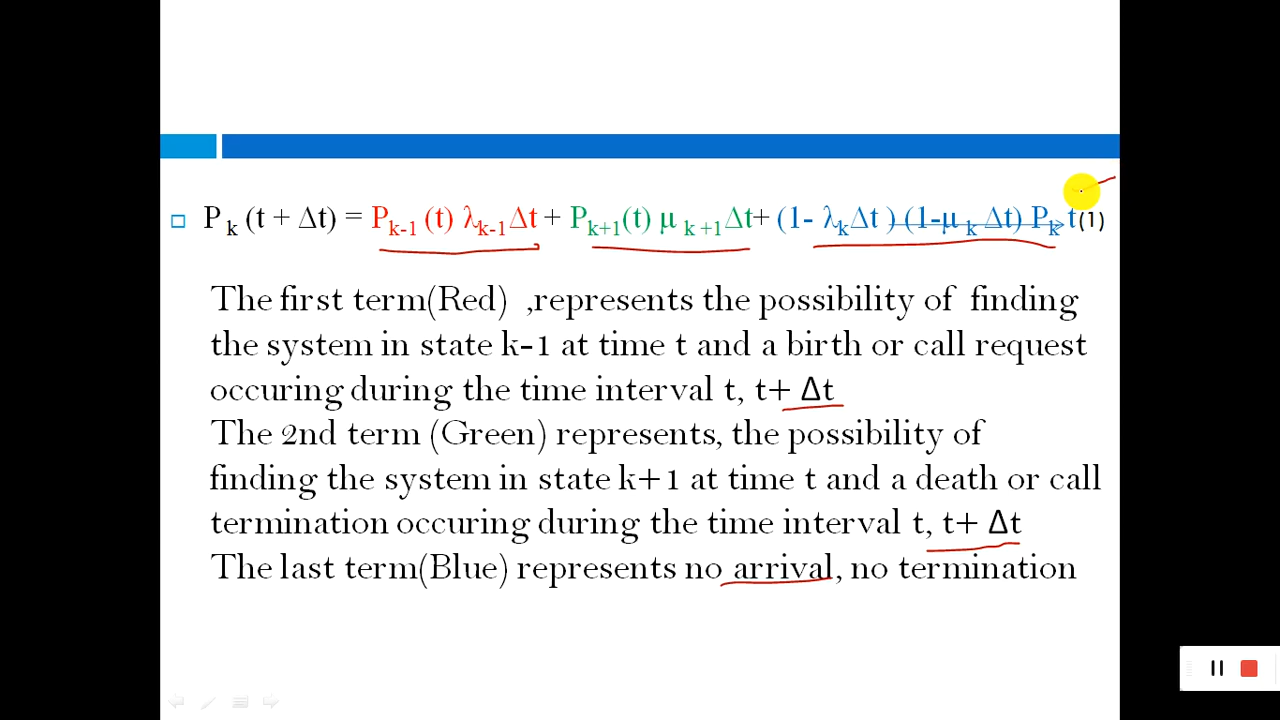 P k (t + Δt) = P k-1 (t) λ k-1 Δt + P k+1 (t) μ k +1 Δt+ (1- λ k Δt ) (1-μ k Δt) P k t(1)
The first term(Red) ,represents the possibility of finding
the system in state k-1 at time t and a birth or call request
occuring during the time interval t, t+ Δt
The 2nd term (Green) represents, the possibility of
finding the system in state k+1 at time t and a death or call
termination occuring during the time interval t, t+ Δt
The last term(Blue) represents no arrival, no termination